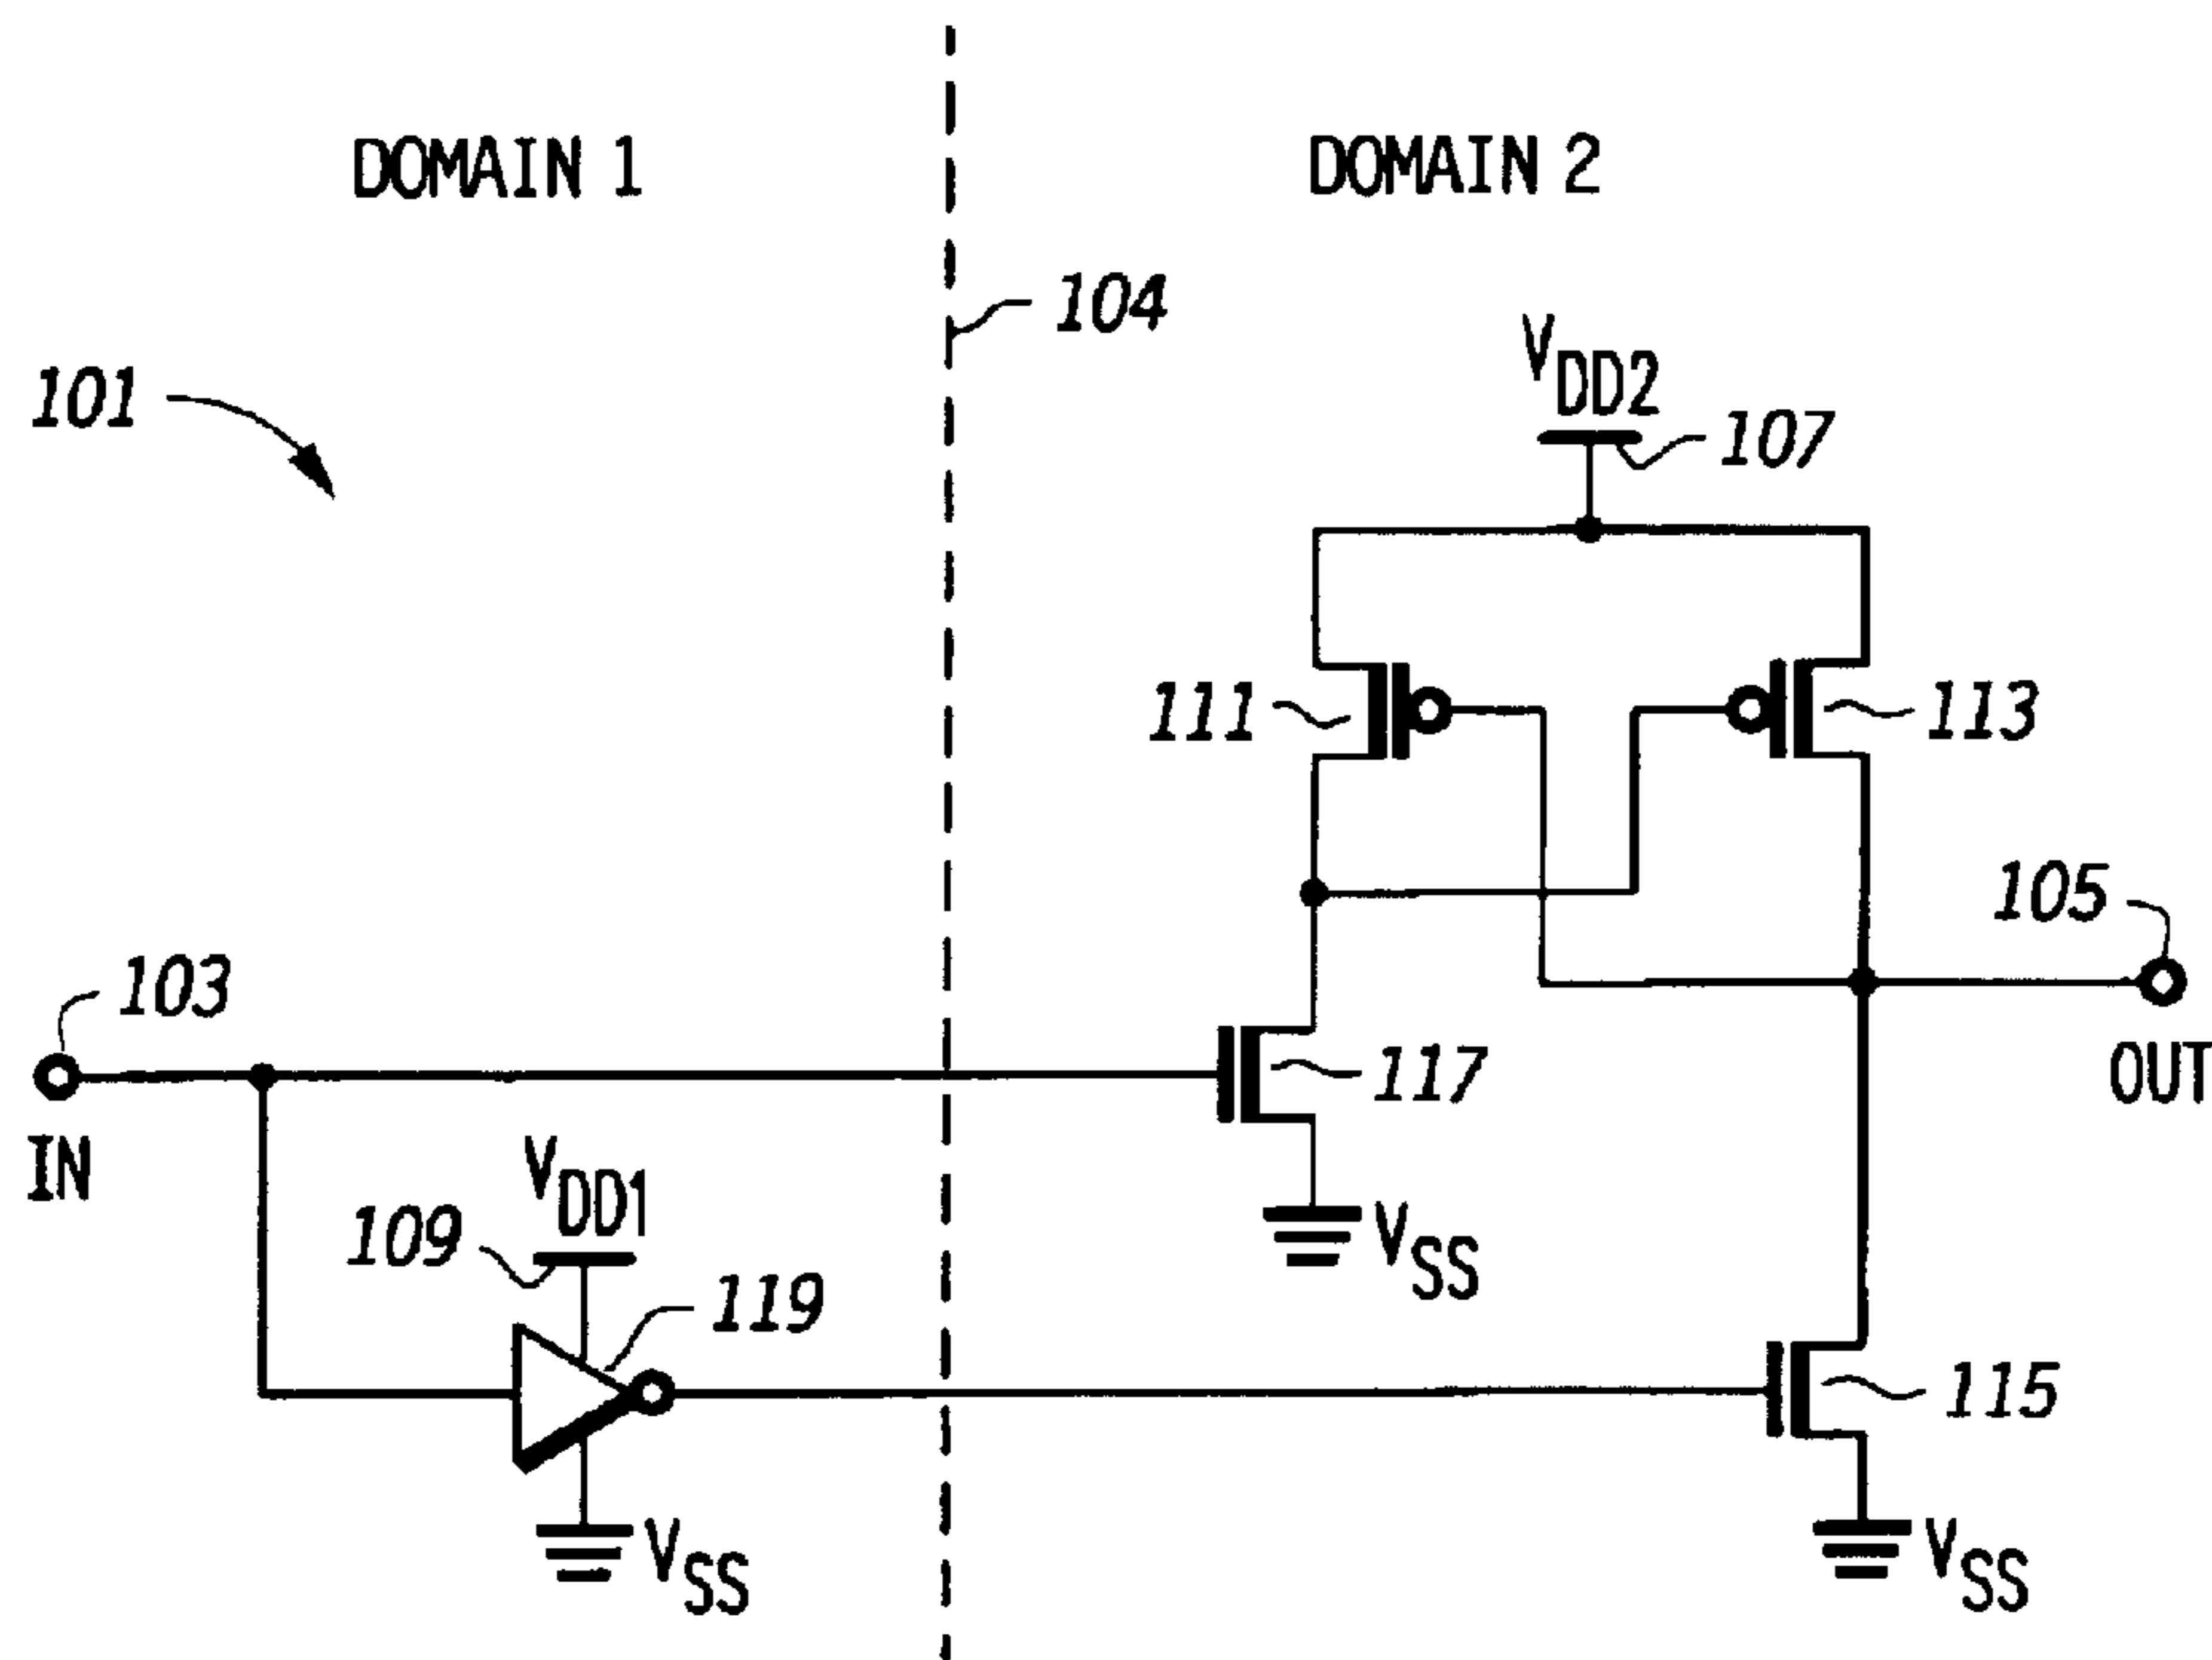 DOMAIN 1
DOMAIN 2
104
101
VDD2
107
111
113
105
103
117
OUT
IN
VDD1
109
VSS
119
115
VSS
VSS